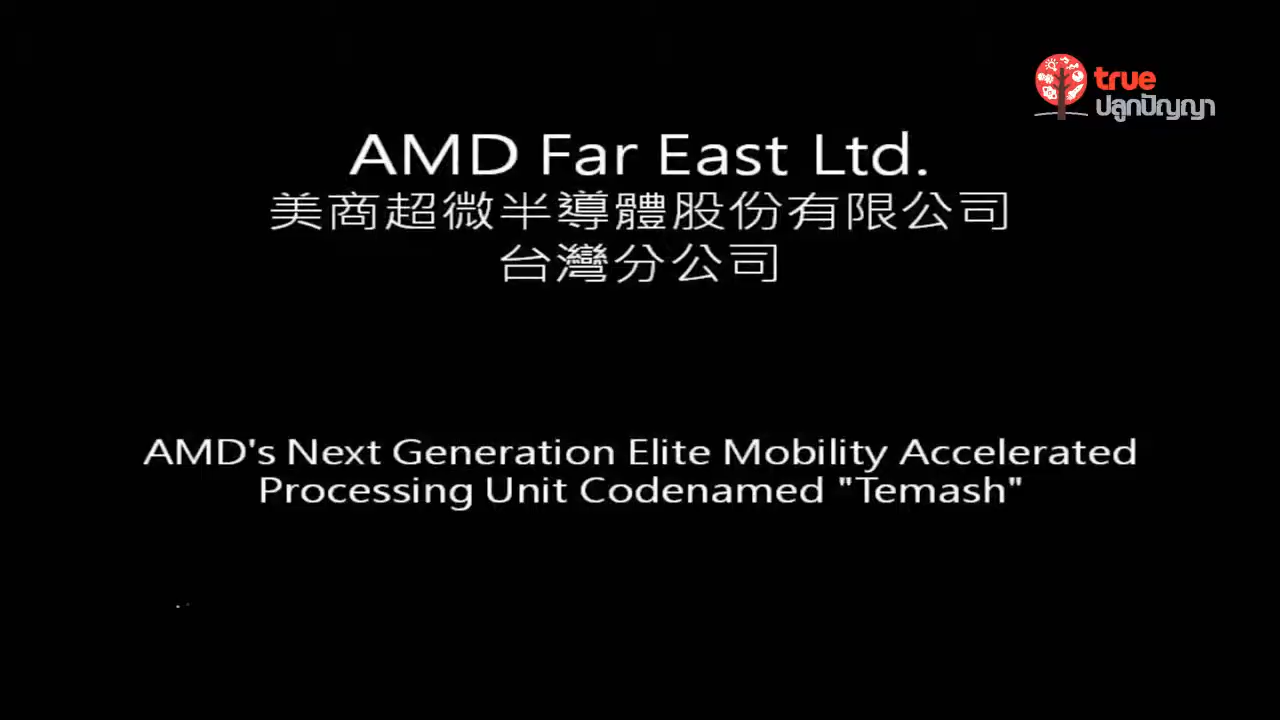 true
ปลูกปัญญา
AMD Far East Ltd.
美商超微半導體股份有限公司
台灣分公司
AMD's Next Generation Elite Mobility Accelerated
Processing Unit Codenamed "Temash"